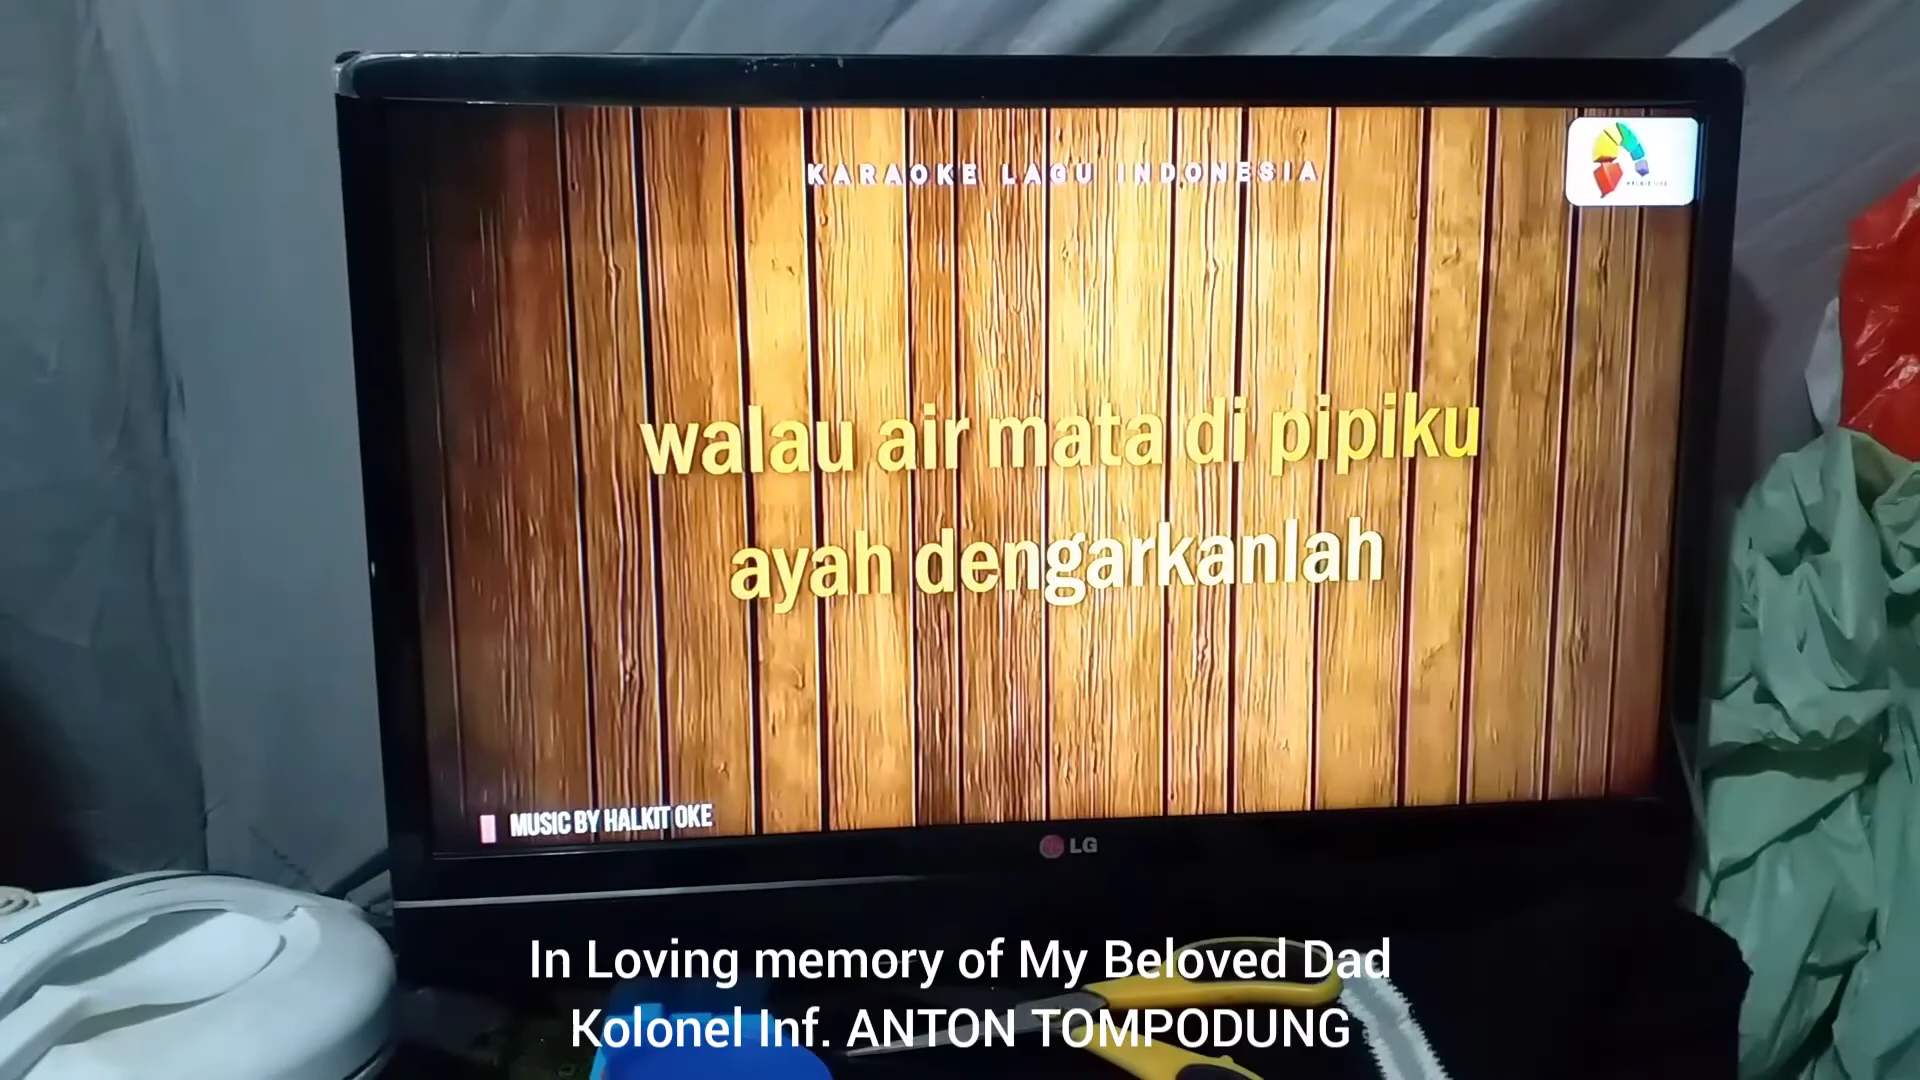 KARAOKE LAGU INDONESIA
walau air mata di pipiku
ayah dengarkanlah
MUSIC BY HALKIT OKE
LG
In Loving memory of My Beloved Dad
Kolonel Inf. ANTON TOMPODUNG